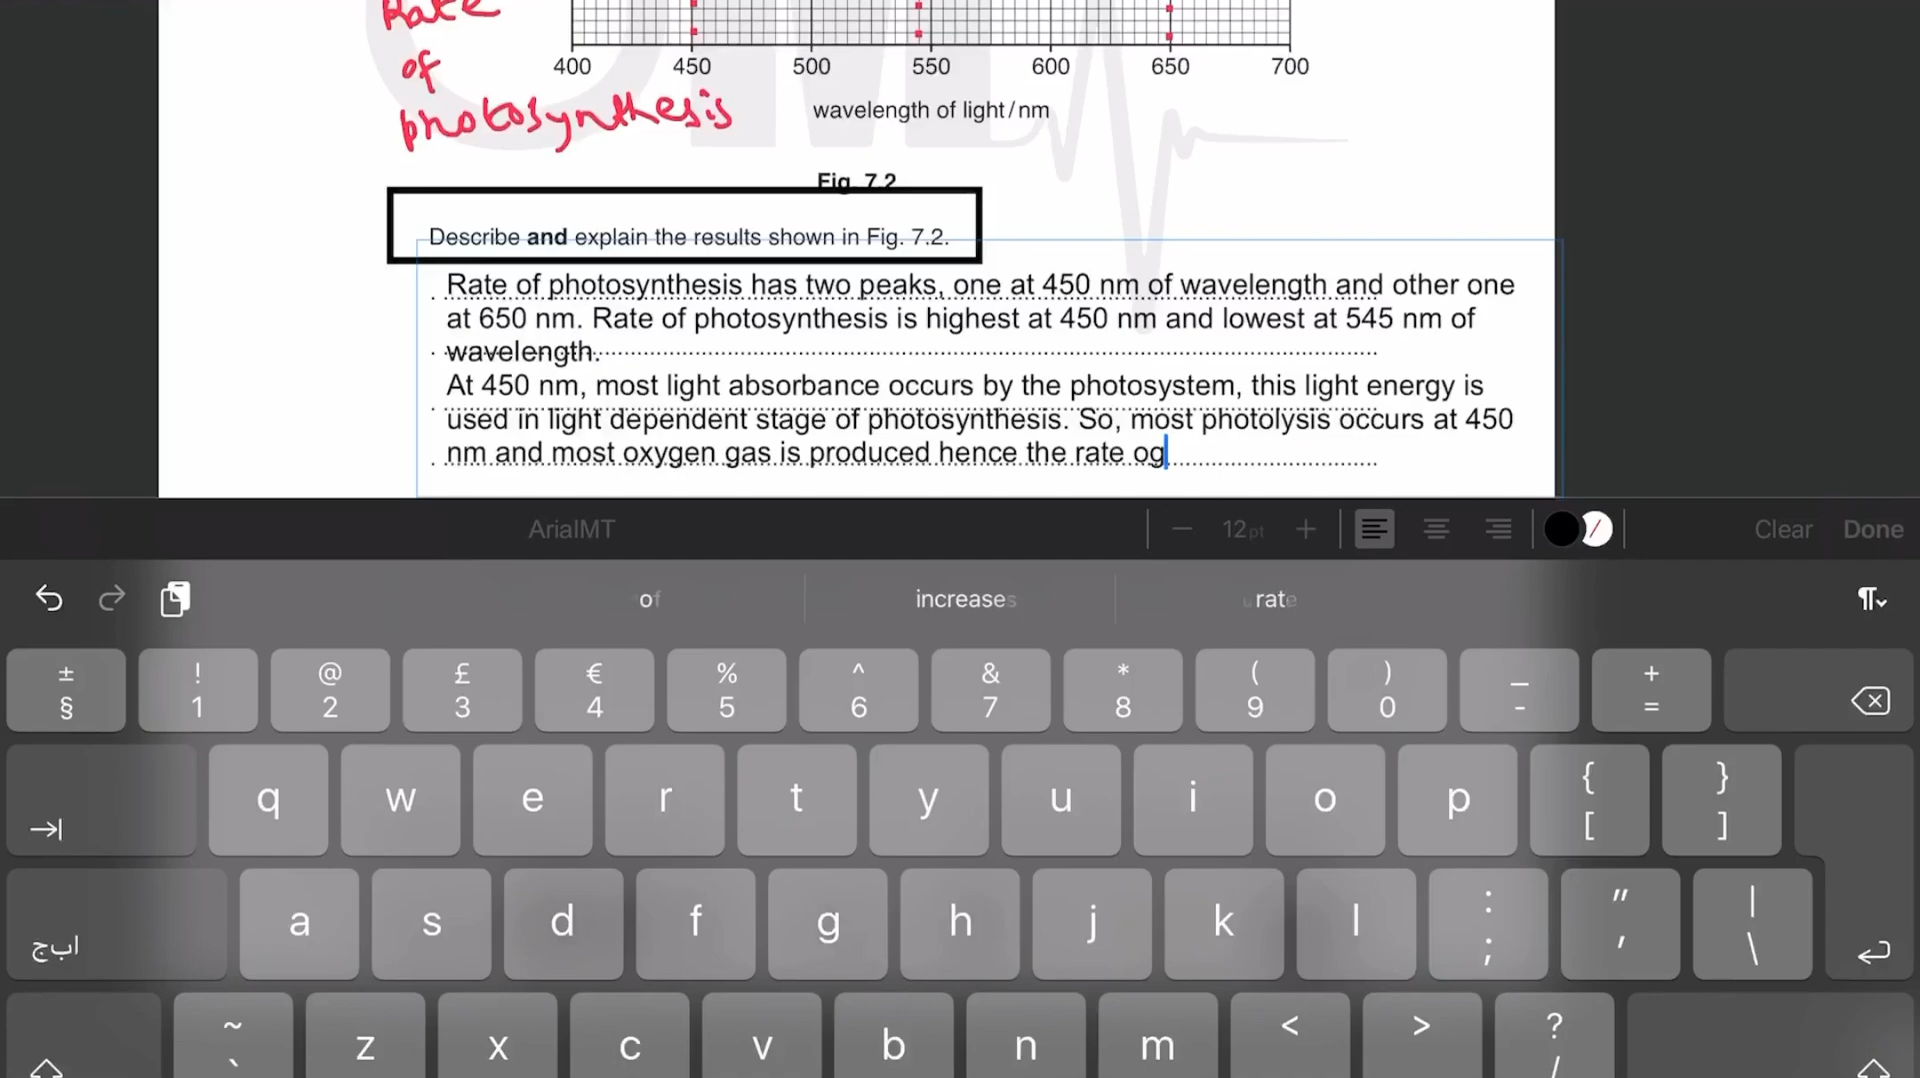 Rate
of
photosynthesis
400 450 500 550 600 650 700
wavelength of light/nm
Fig. 7.2
Describe and explain the results shown in Fig. 7.2.
Rate of photosynthesis has two peaks, one at 450 nm of wavelength and other one
at 650 nm. Rate of photosynthesis is highest at 450 nm and lowest at 545 nm of
wavelength.
At 450 nm, most light absorbance occurs by the photosystem, this light energy is
used in light dependent stage of photosynthesis. So, most photolysis occurs at 450
nm and most oxygen gas is produced hence the rate og
ArialMT − 12pt + Clear Done
of increases rate
± ! @ £ € % ^ & * ( ) _ +
§ 1 2 3 4 5 6 7 8 9 0 - =
q w e r t y u i o p { }
[ ]
a s d f g h j k l : " |
ابج ; ' \
~ z x c v b n m < > ?
` /